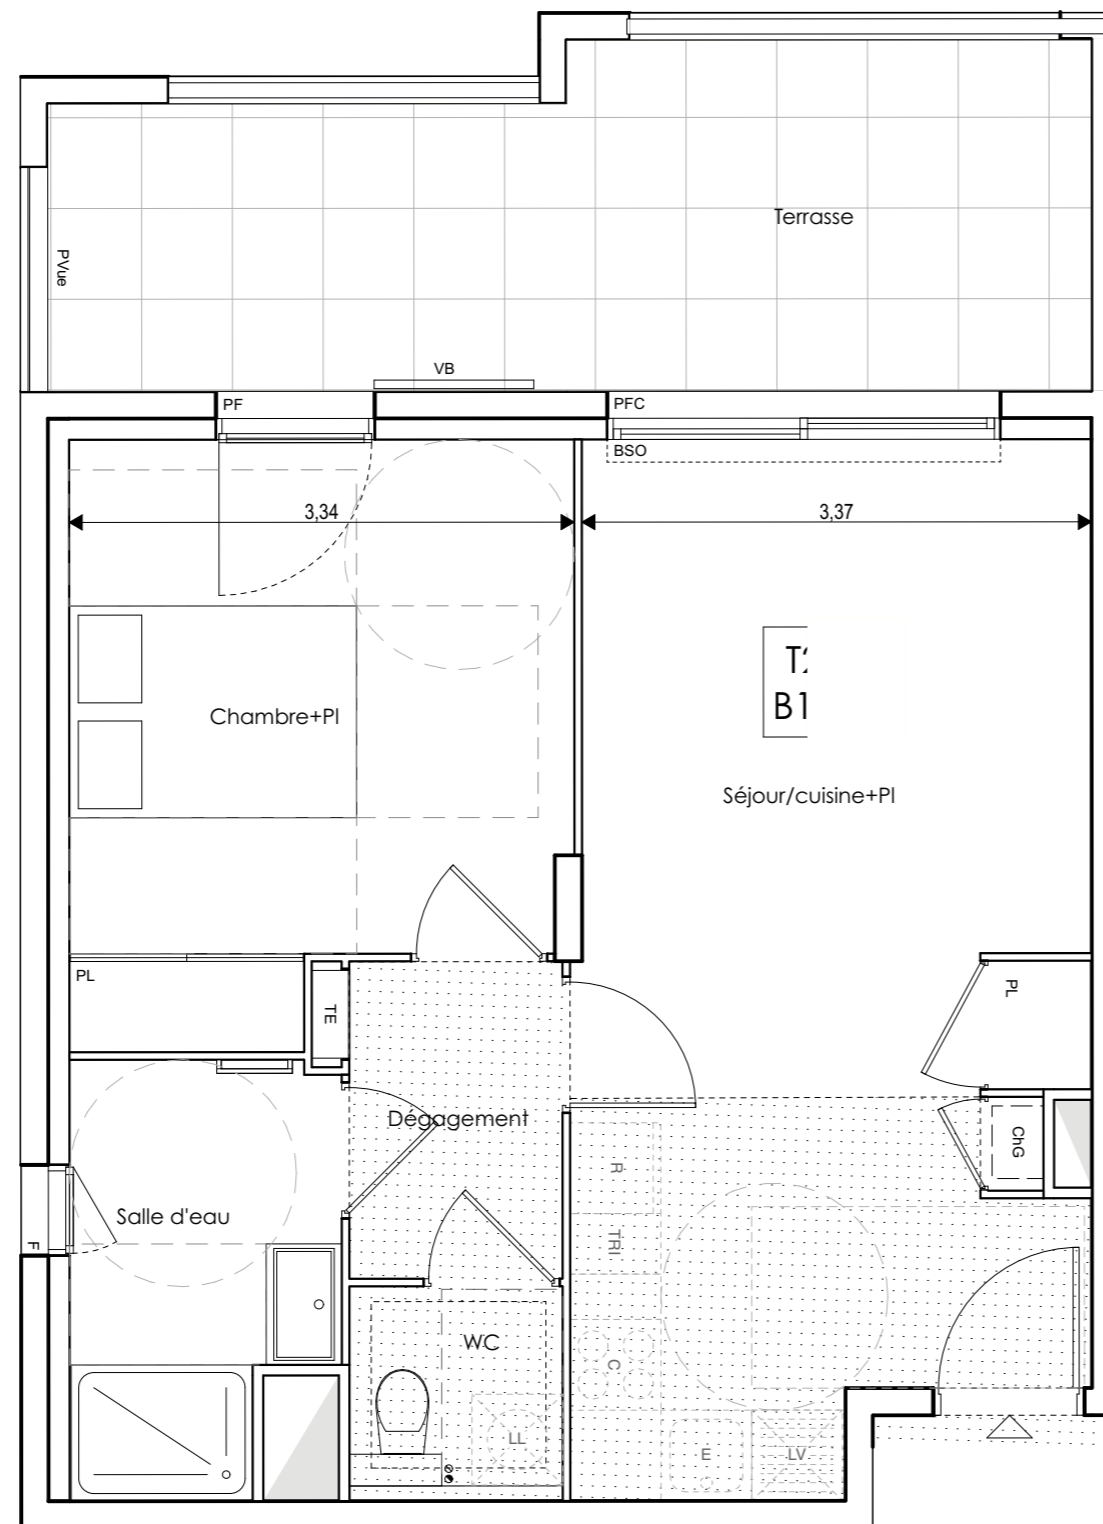 Terrasse
PVue
VB
PF
PFC
BSO
3,34
3,37
B1
Chambre+Pl
Séjour/cuisine+Pl
PL
TE
PL
Dégagement
ChG
R
Salle d'eau
F
TRI
WC
C
LL
E
LV